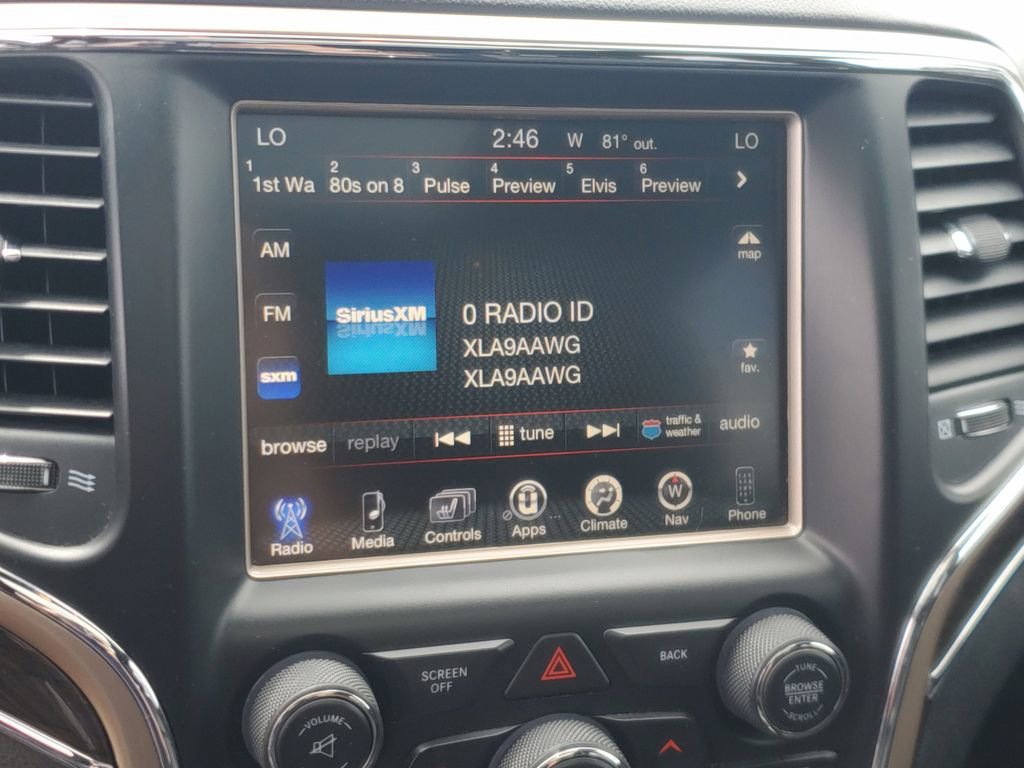 LO 2:46 W 81° out. LO
1 2 3 4 5 6
1st Wa 80s on 8 Pulse Preview Elvis Preview
AM
map
FM
SiriusXM
0 RADIO ID
XLA9AAWG
XLA9AAWG
sxm
fav.
browse replay tune traffic & weather audio
Radio Media Controls Apps Climate W Nav Phone
SCREEN OFF
BACK
VOLUME
TUNE
BROWSE
ENTER
SCROLL